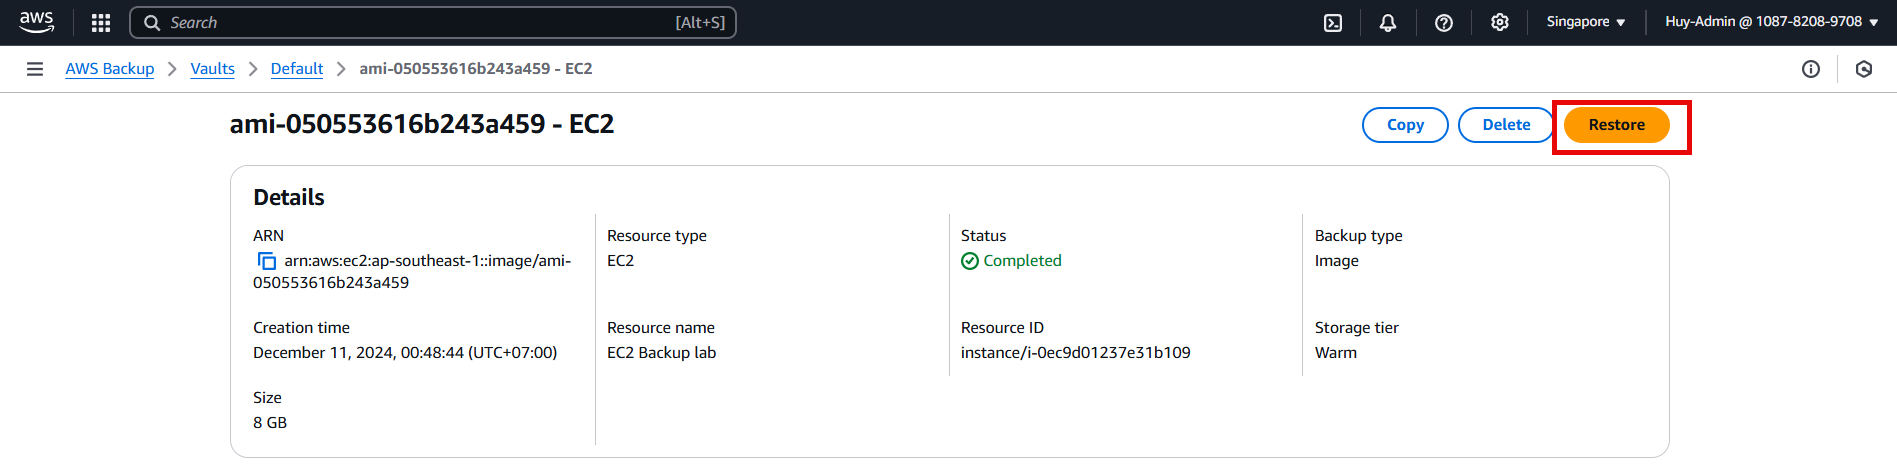 aws
Search [Alt+S]
Singapore
Huy-Admin @ 1087-8208-9708
AWS Backup
Vaults
Default
ami-050553616b243a459 - EC2
ami-050553616b243a459 - EC2
Copy
Delete
Restore
Details
ARN
arn:aws:ec2:ap-southeast-1::image/ami-
050553616b243a459
Resource type
EC2
Status
Completed
Backup type
Image
Creation time
December 11, 2024, 00:48:44 (UTC+07:00)
Resource name
EC2 Backup lab
Resource ID
instance/i-0ec9d01237e31b109
Storage tier
Warm
Size
8 GB